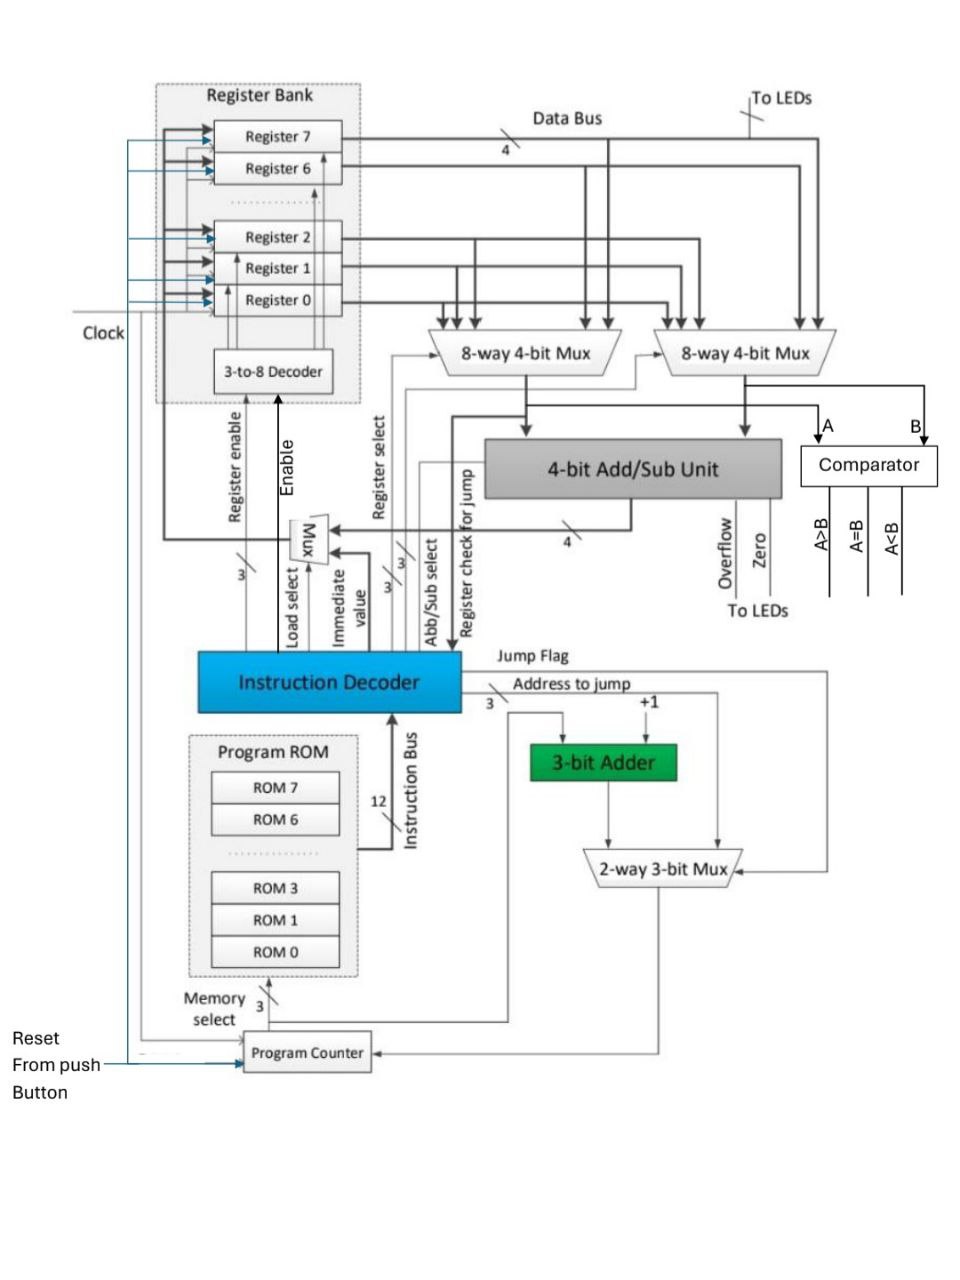 Register Bank
To LEDs
Data Bus
Register 7
4
Register 6
Register 2
Register 1
Register 0
Clock
8-way 4-bit Mux
8-way 4-bit Mux
3-to-8 Decoder
A
B
Register enable
Enable
Register select
Register check for jump
4-bit Add/Sub Unit
Comparator
Mux
4
3
3
3
Load select
Immediate
value
Abb/Sub select
Overflow
Zero
A>B
A=B
A<B
To LEDs
Jump Flag
Instruction Decoder
Address to jump
3
+1
Program ROM
Instruction Bus
3-bit Adder
ROM 7
12
ROM 6
2-way 3-bit Mux
ROM 3
ROM 1
ROM 0
Memory
select
3
Reset
From push
Button
Program Counter